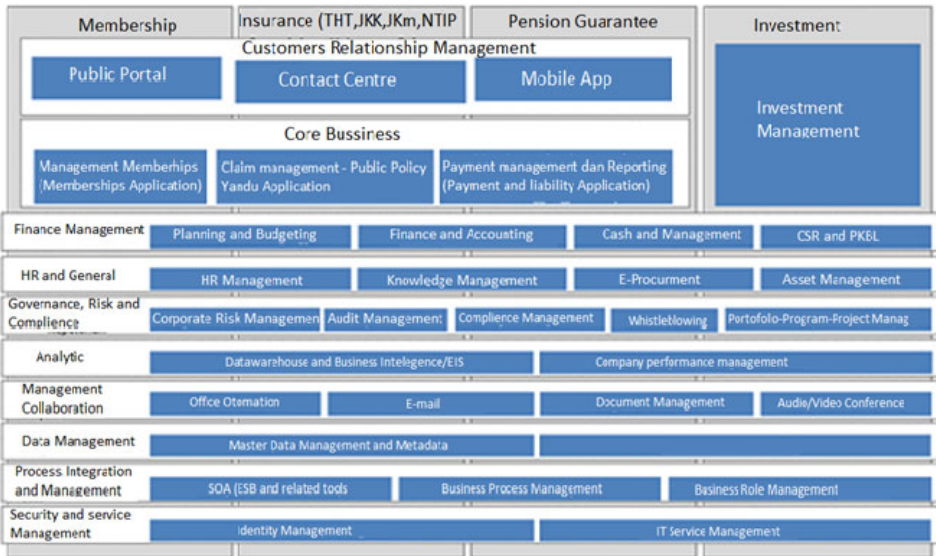 Membership
Insurance (THT,JKK,JKm,NTIP
Pension Guarantee
Investment
Customers Relationship Management
Public Portal
Contact Centre
Mobile App
Investment
Management
Core Bussiness
Management Memberhips
(Memberships Application)
Claim management - Public Policy
Yandu Application
Payment management dan Reporting
(Payment and liability Application)
Finance Management
Planning and Budgeting
Finance and Accounting
Cash and Management
CSR and PKBL
HR and General
HR Management
Knowledge Management
E-Procurment
Asset Management
Governance, Risk and
Complience
Corporate Risk Managemen
Audit Management
Complience Management
Whistleblowing
Portofolio-Program-Project Manag
Analytic
Datawarehouse and Business Intelegence/EIS
Company performance management
Management
Collaboration
Office Otomation
E-mail
Document Management
Audio/Video Conference
Data Management
Master Data Management and Metadata
Process Integration
and Management
SOA (ESB and related tools
Business Process Management
Business Role Management
Security and service
Management
Identity Management
IT Service Management